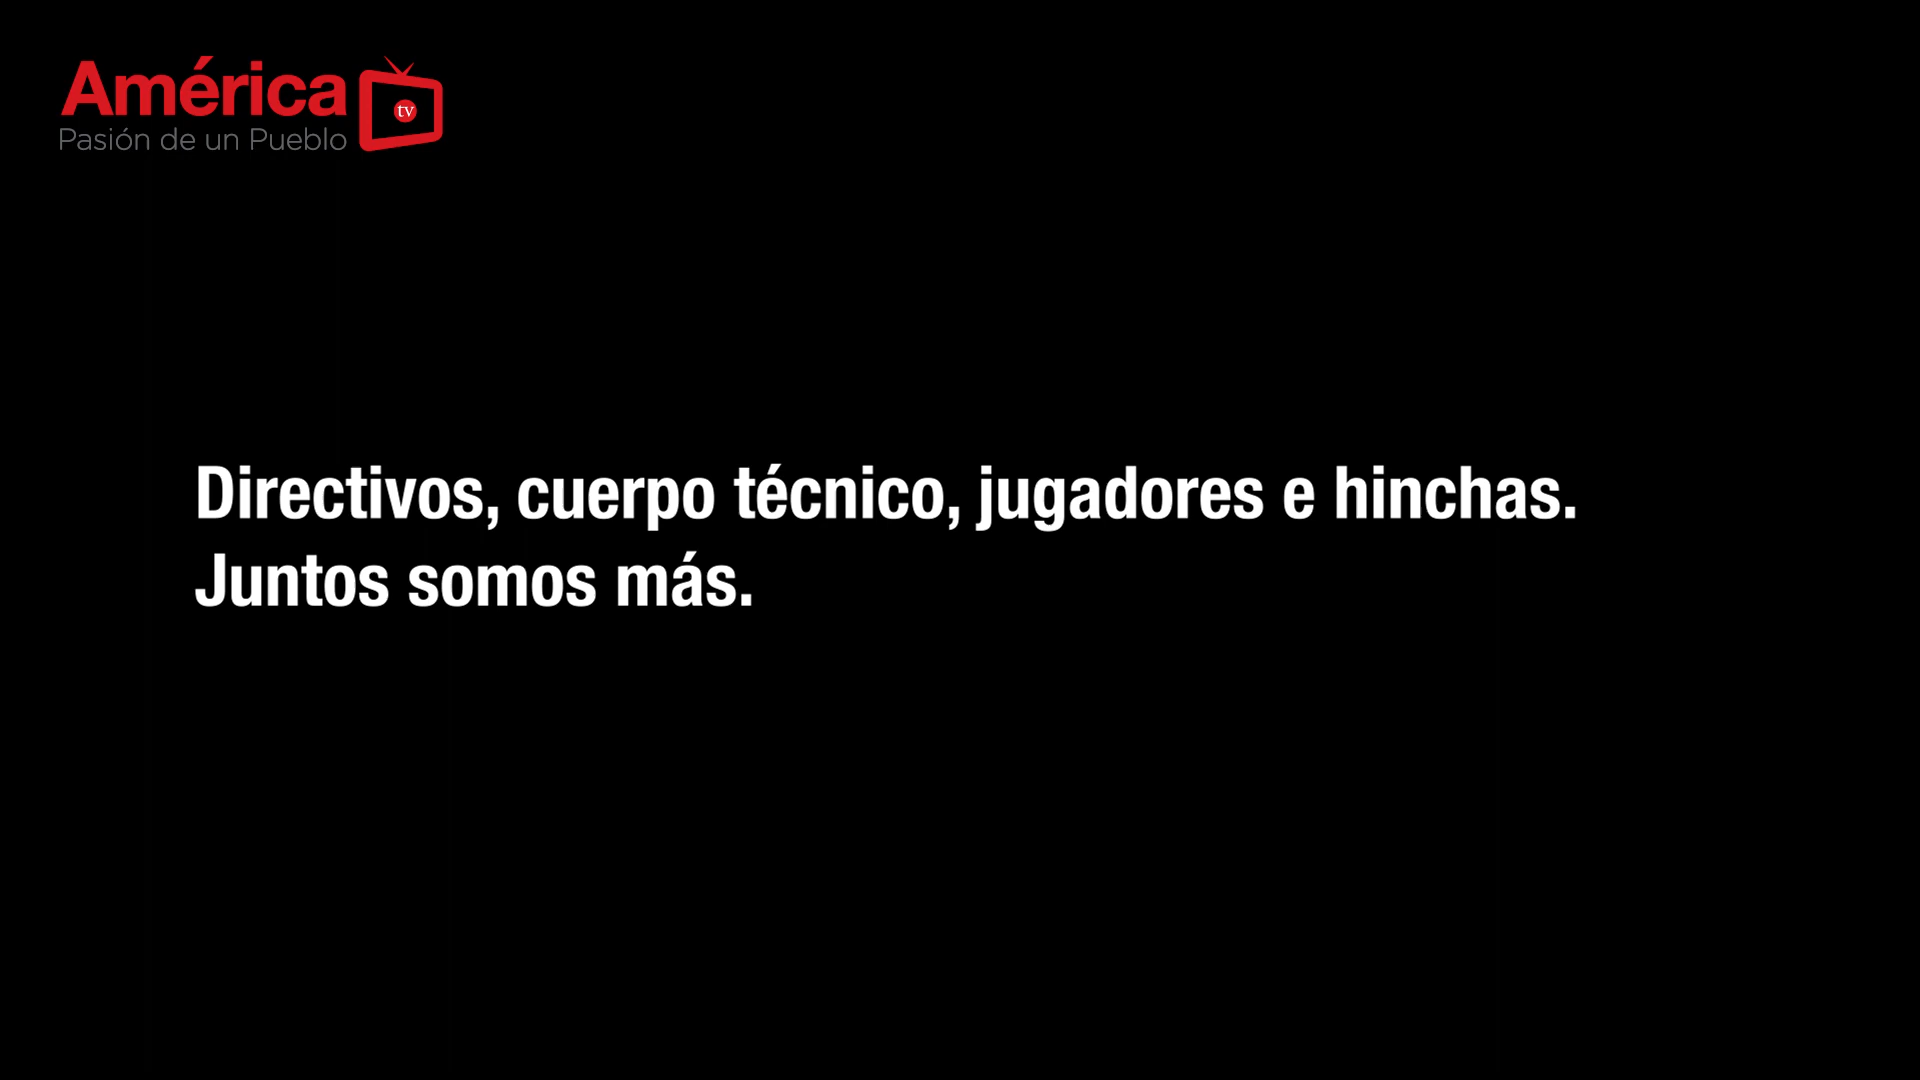 América
Pasión de un Pueblo
tv
Directivos, cuerpo técnico, jugadores e hinchas.
Juntos somos más.